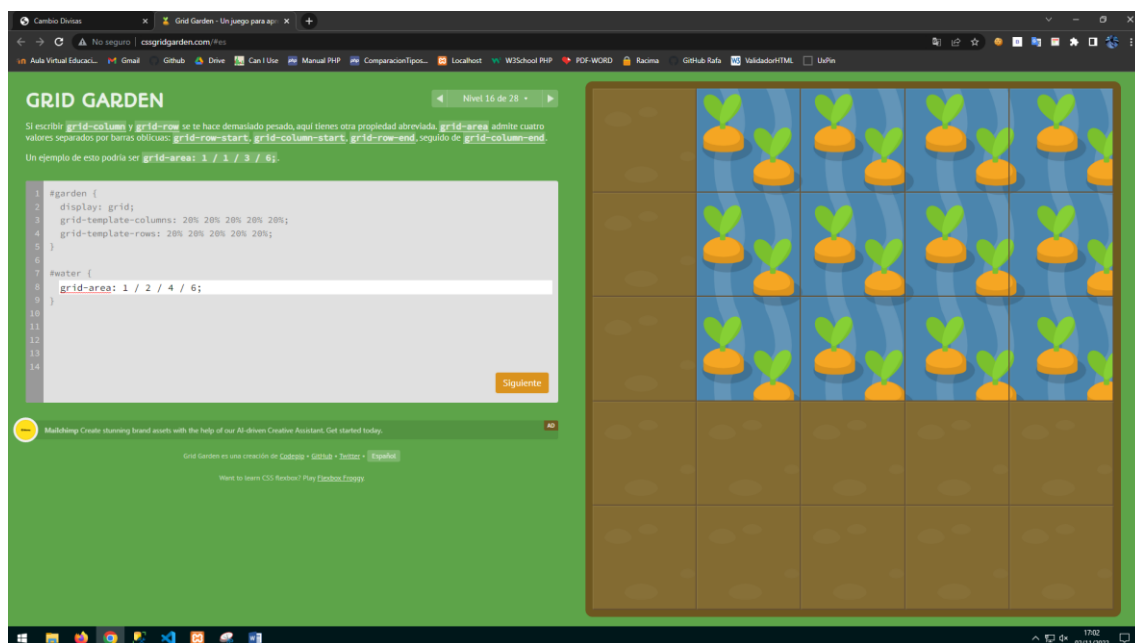 Cambio Divisas
Grid Garden - Un juego para apr
No seguro | cssgridgarden.com/#es
Aula Virtual Educaci... Gmail Github Drive Can I Use Manual PHP ComparacionTipos... Localhost W3School PHP PDF-WORD Racima GitHub Rafa ValidadorHTML UxPin
GRID GARDEN
Nivel 16 de 28
Si escribir grid-column y grid-row se te hace demasiado pesado, aquí tienes otra propiedad abreviada. grid-area admite cuatro
valores separados por barras oblicuas: grid-row-start, grid-column-start, grid-row-end, seguido de grid-column-end.
Un ejemplo de esto podría ser grid-area: 1 / 1 / 3 / 6;.
1 #garden {
2 display: grid;
3 grid-template-columns: 20% 20% 20% 20% 20%;
4 grid-template-rows: 20% 20% 20% 20% 20%;
5 }
6
7 #water {
8 grid-area: 1 / 2 / 4 / 6;
9 }
10
11
12
13
14
Siguiente
Mailchimp Create stunning brand assets with the help of our AI-driven Creative Assistant. Get started today.
AD
Grid Garden es una creación de Codepip • GitHub • Twitter • Español
Want to learn CSS flexbox? Play Flexbox Froggy.
17:02